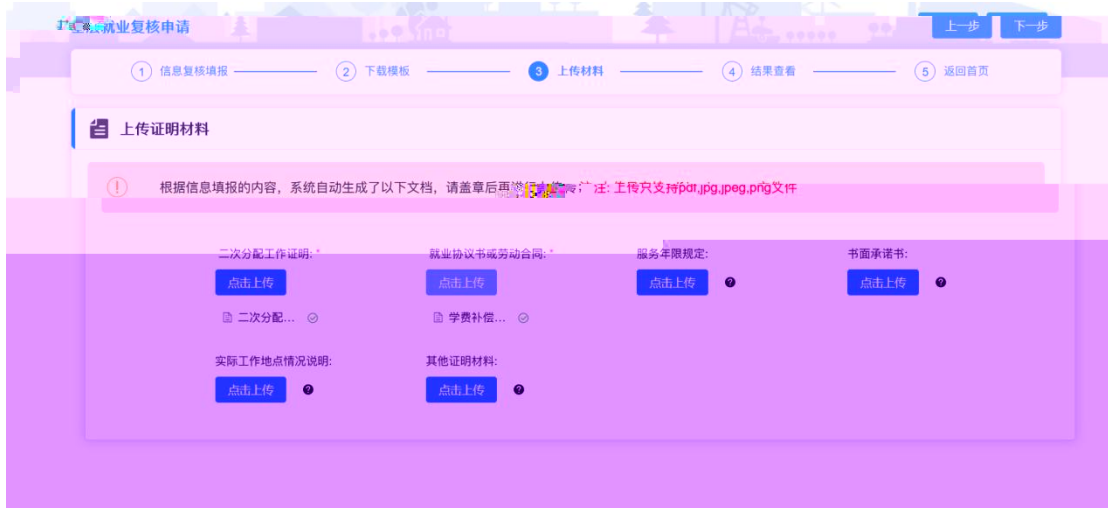 就业复核申请
上一步 下一步
1 信息复核填报 2 下载模板 3 上传材料 4 结果查看 5 返回首页
上传证明材料
根据信息填报的内容，系统自动生成了以下文档，请盖章后再 注: 上传只支持pdf,jpg,jpeg,png文件
二次分配工作证明: * 就业协议书或劳动合同: * 服务年限规定: 书面承诺书:
点击上传 点击上传 点击上传 点击上传
二次分配... 学费补偿...
实际工作地点情况说明: 其他证明材料:
点击上传 点击上传